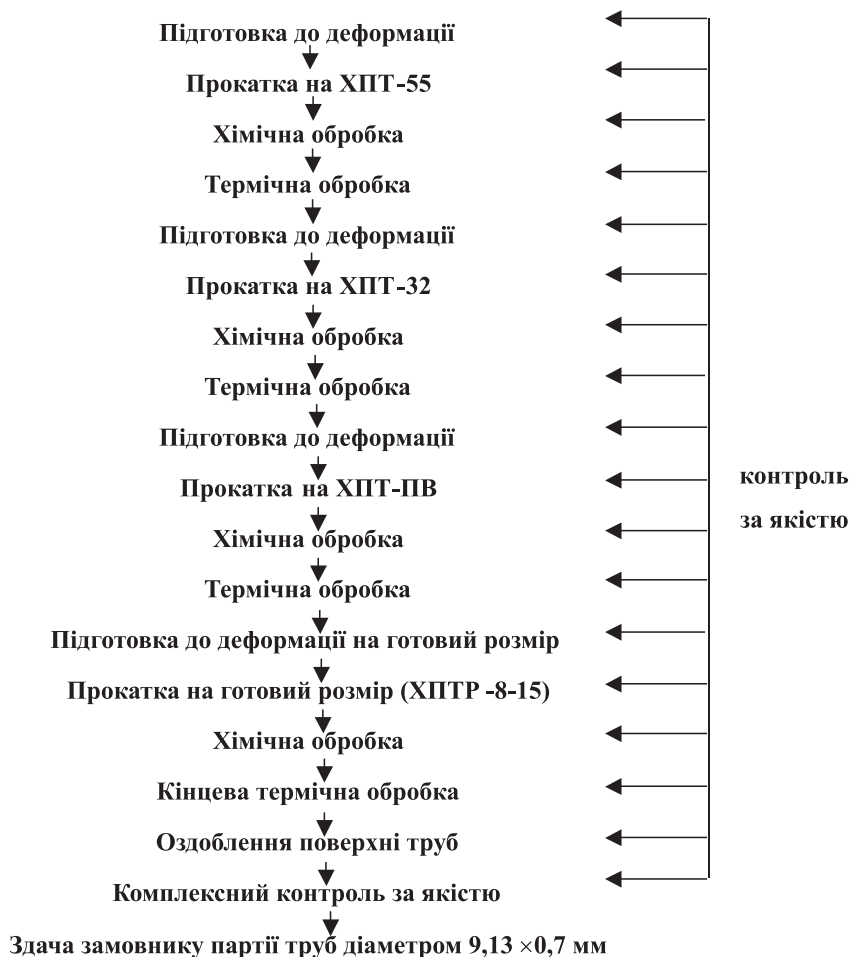 Підготовка до деформації
Прокатка на ХПТ-55
Хімічна обробка
Термічна обробка
Підготовка до деформації
Прокатка на ХПТ-32
Хімічна обробка
Термічна обробка
Підготовка до деформації
Прокатка на ХПТ-ПВ
Хімічна обробка
Термічна обробка
Підготовка до деформації на готовий розмір
Прокатка на готовий розмір (ХПТР -8-15)
Хімічна обробка
Кінцева термічна обробка
Оздоблення поверхні труб
Комплексний контроль за якістю
Здача замовнику партії труб діаметром 9,13 ×0,7 мм
контроль
за якістю